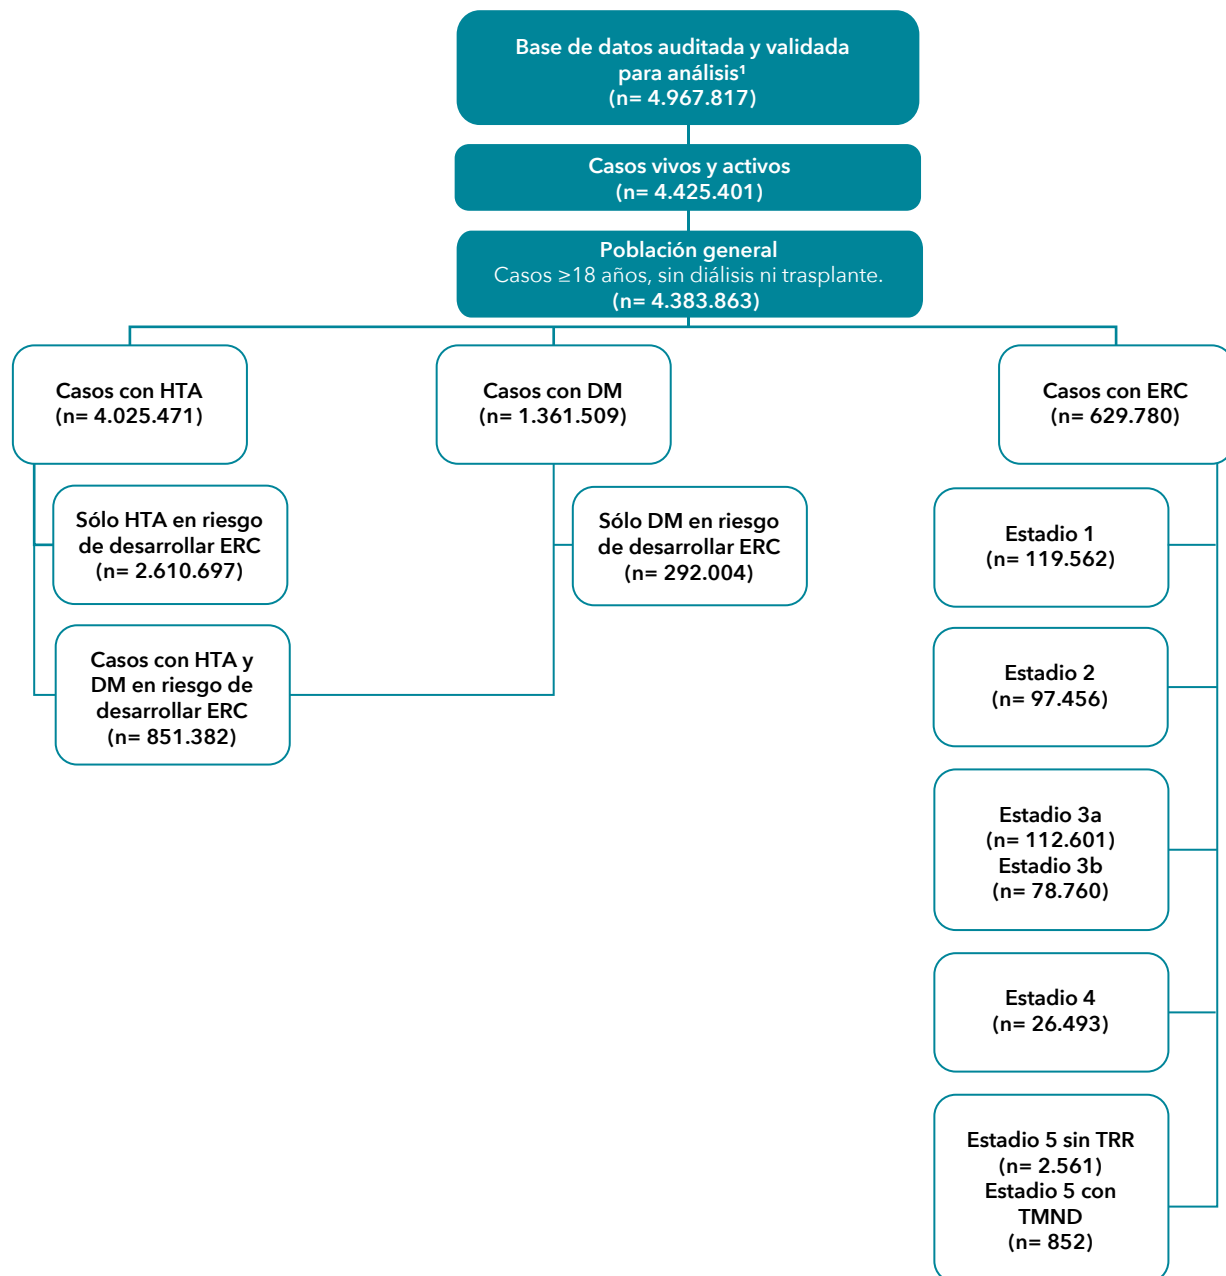 Base de datos auditada y validada
para análisis¹
(n= 4.967.817)
Casos vivos y activos
(n= 4.425.401)
Población general
Casos ≥18 años, sin diálisis ni trasplante.
(n= 4.383.863)
Casos con HTA
(n= 4.025.471)
Casos con DM
(n= 1.361.509)
Casos con ERC
(n= 629.780)
Sólo HTA en riesgo
de desarrollar ERC
(n= 2.610.697)
Sólo DM en riesgo
de desarrollar ERC
(n= 292.004)
Casos con HTA y
DM en riesgo de
desarrollar ERC
(n= 851.382)
Estadio 1
(n= 119.562)
Estadio 2
(n= 97.456)
Estadio 3a
(n= 112.601)
Estadio 3b
(n= 78.760)
Estadio 4
(n= 26.493)
Estadio 5 sin TRR
(n= 2.561)
Estadio 5 con
TMND
(n= 852)